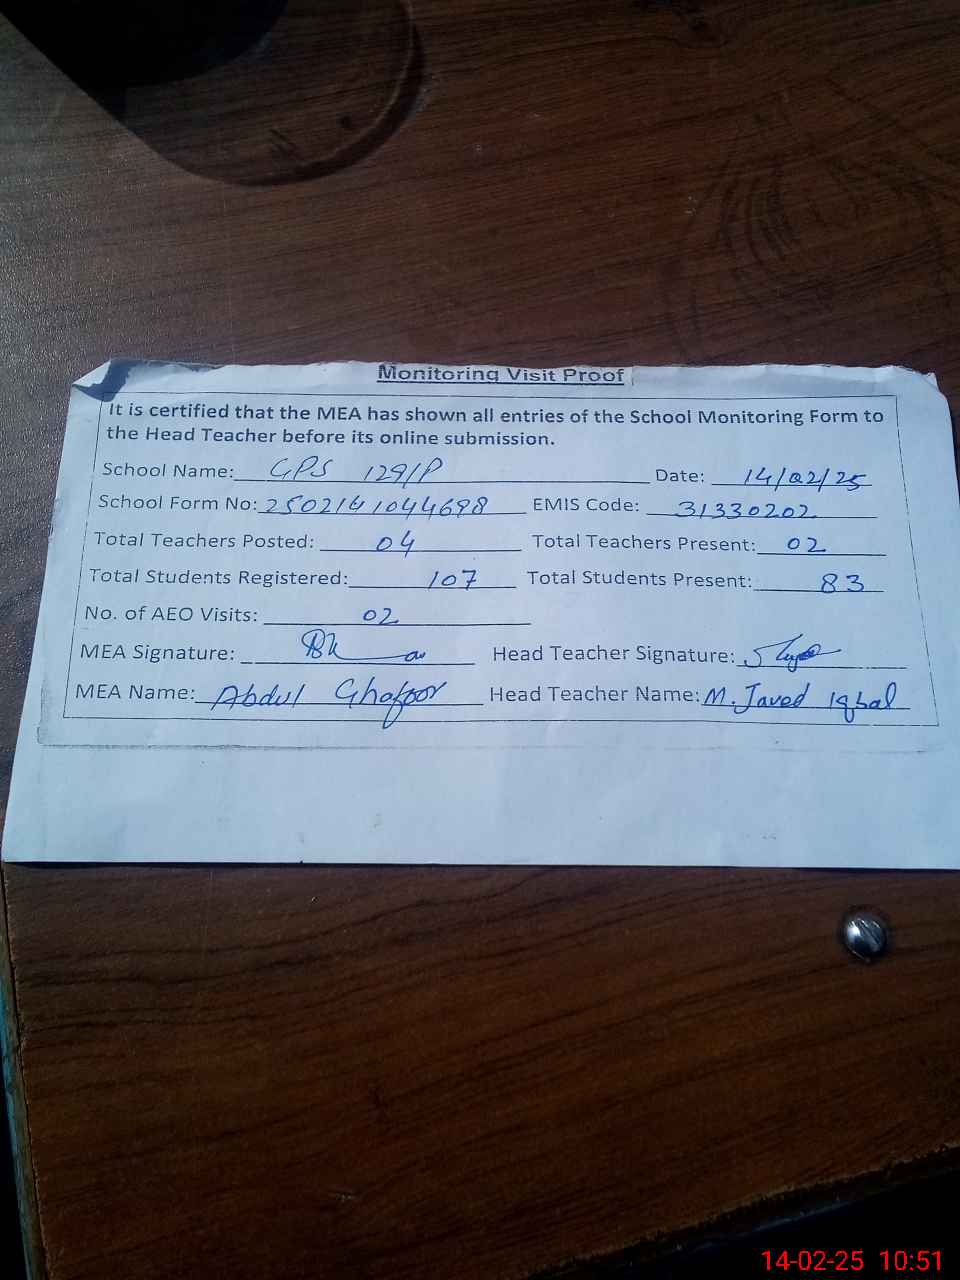 Monitoring Visit Proof
It is certified that the MEA has shown all entries of the School Monitoring Form to
the Head Teacher before its online submission.
School Name: GPS 129/P Date: 14/02/25
School Form No: 2502141044698 EMIS Code: 31330202
Total Teachers Posted: 04 Total Teachers Present: 02
Total Students Registered: 107 Total Students Present: 83
No. of AEO Visits: 02
MEA Signature: Head Teacher Signature:
MEA Name: Abdul Ghafoor Head Teacher Name: M. Javed Iqbal
14-02-25 10:51